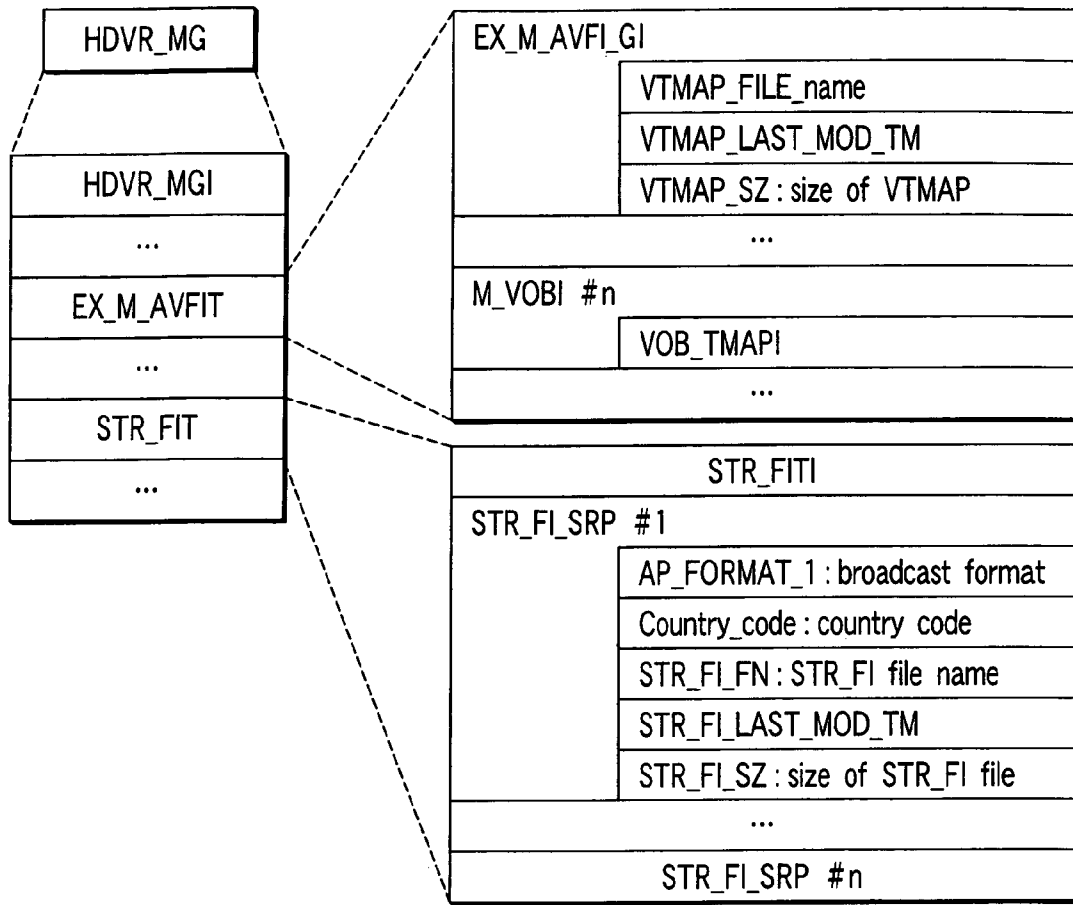 HDVR_MG
HDVR_MGI
...
EX_M_AVFIT
...
STR_FIT
...
EX_M_AVFI_GI
VTMAP_FILE_name
VTMAP_LAST_MOD_TM
VTMAP_SZ : size of VTMAP
...
M_VOBI #n
VOB_TMAPI
...
STR_FITI
STR_FI_SRP #1
AP_FORMAT_1 : broadcast format
Country_code : country code
STR_FI_FN : STR_FI file name
STR_FI_LAST_MOD_TM
STR_FI_SZ : size of STR_FI file
...
STR_FI_SRP #n